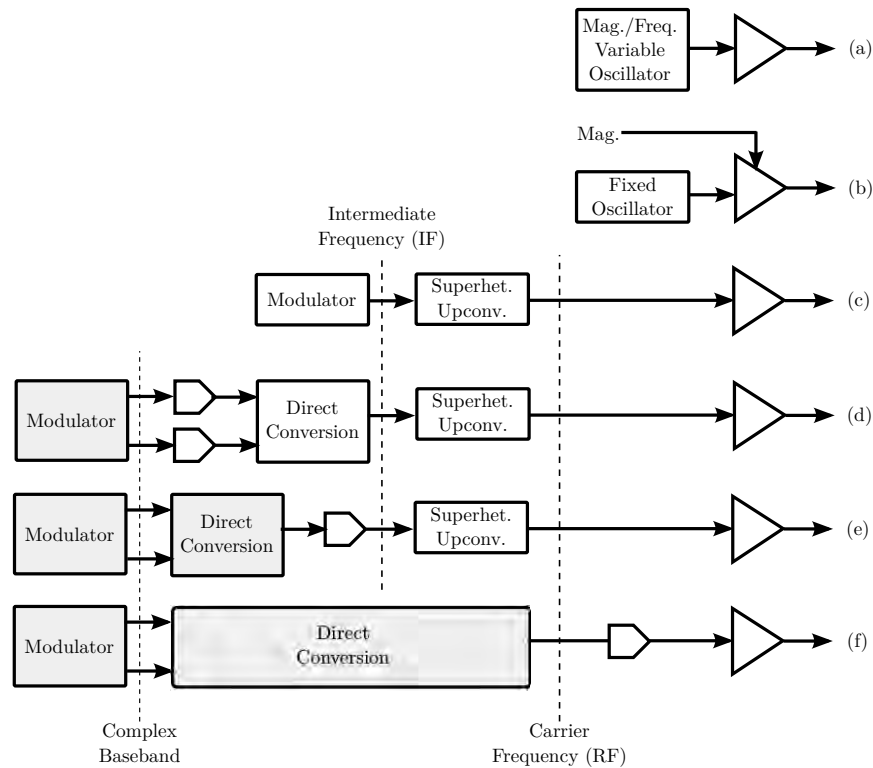 Mag./Freq.
Variable
Oscillator
(a)
Mag.
Fixed
Oscillator
(b)
Intermediate
Frequency (IF)
Modulator
Superhet.
Upconv.
(c)
Modulator
Direct
Conversion
Superhet.
Upconv.
(d)
Modulator
Direct
Conversion
Superhet.
Upconv.
(e)
Modulator
Direct
Conversion
(f)
Complex
Baseband
Carrier
Frequency (RF)